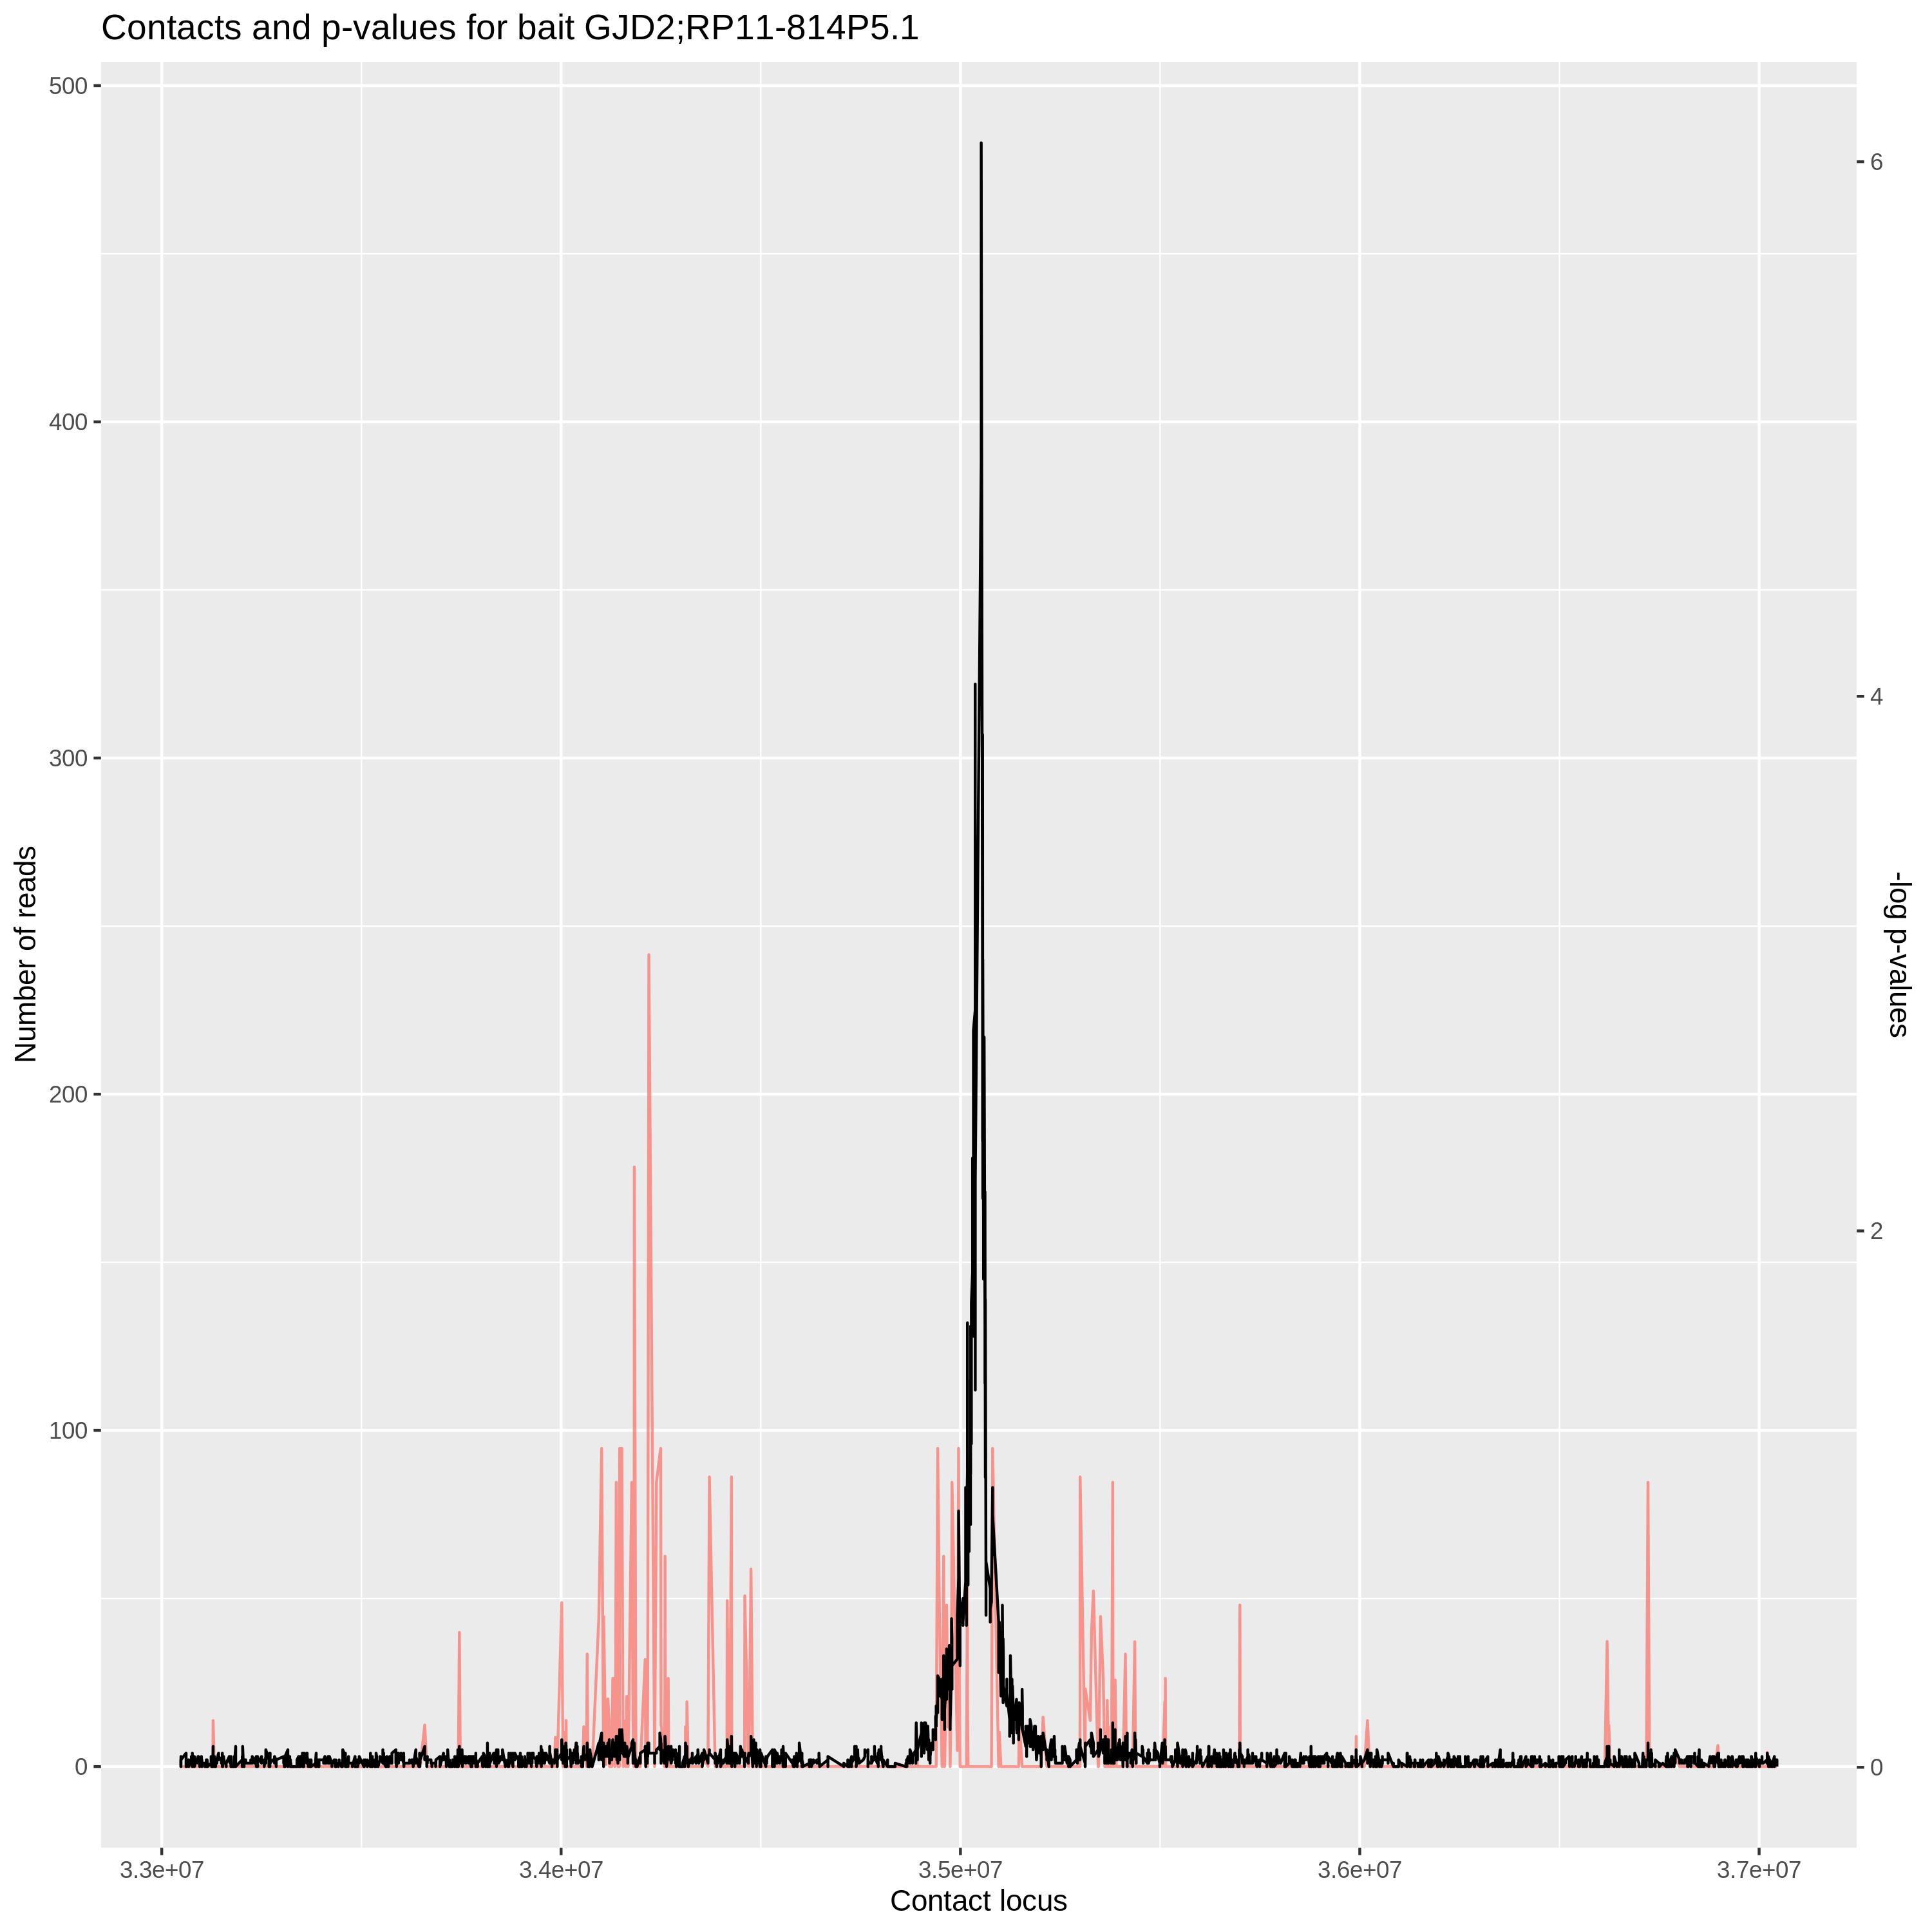 Contacts and p-values for bait GJD2;RP11-814P5.1
500
400
300
200
100
0
Number of reads
6
4
2
0
-log p-values
3.3e+07 3.4e+07 3.5e+07 3.6e+07 3.7e+07
Contact locus